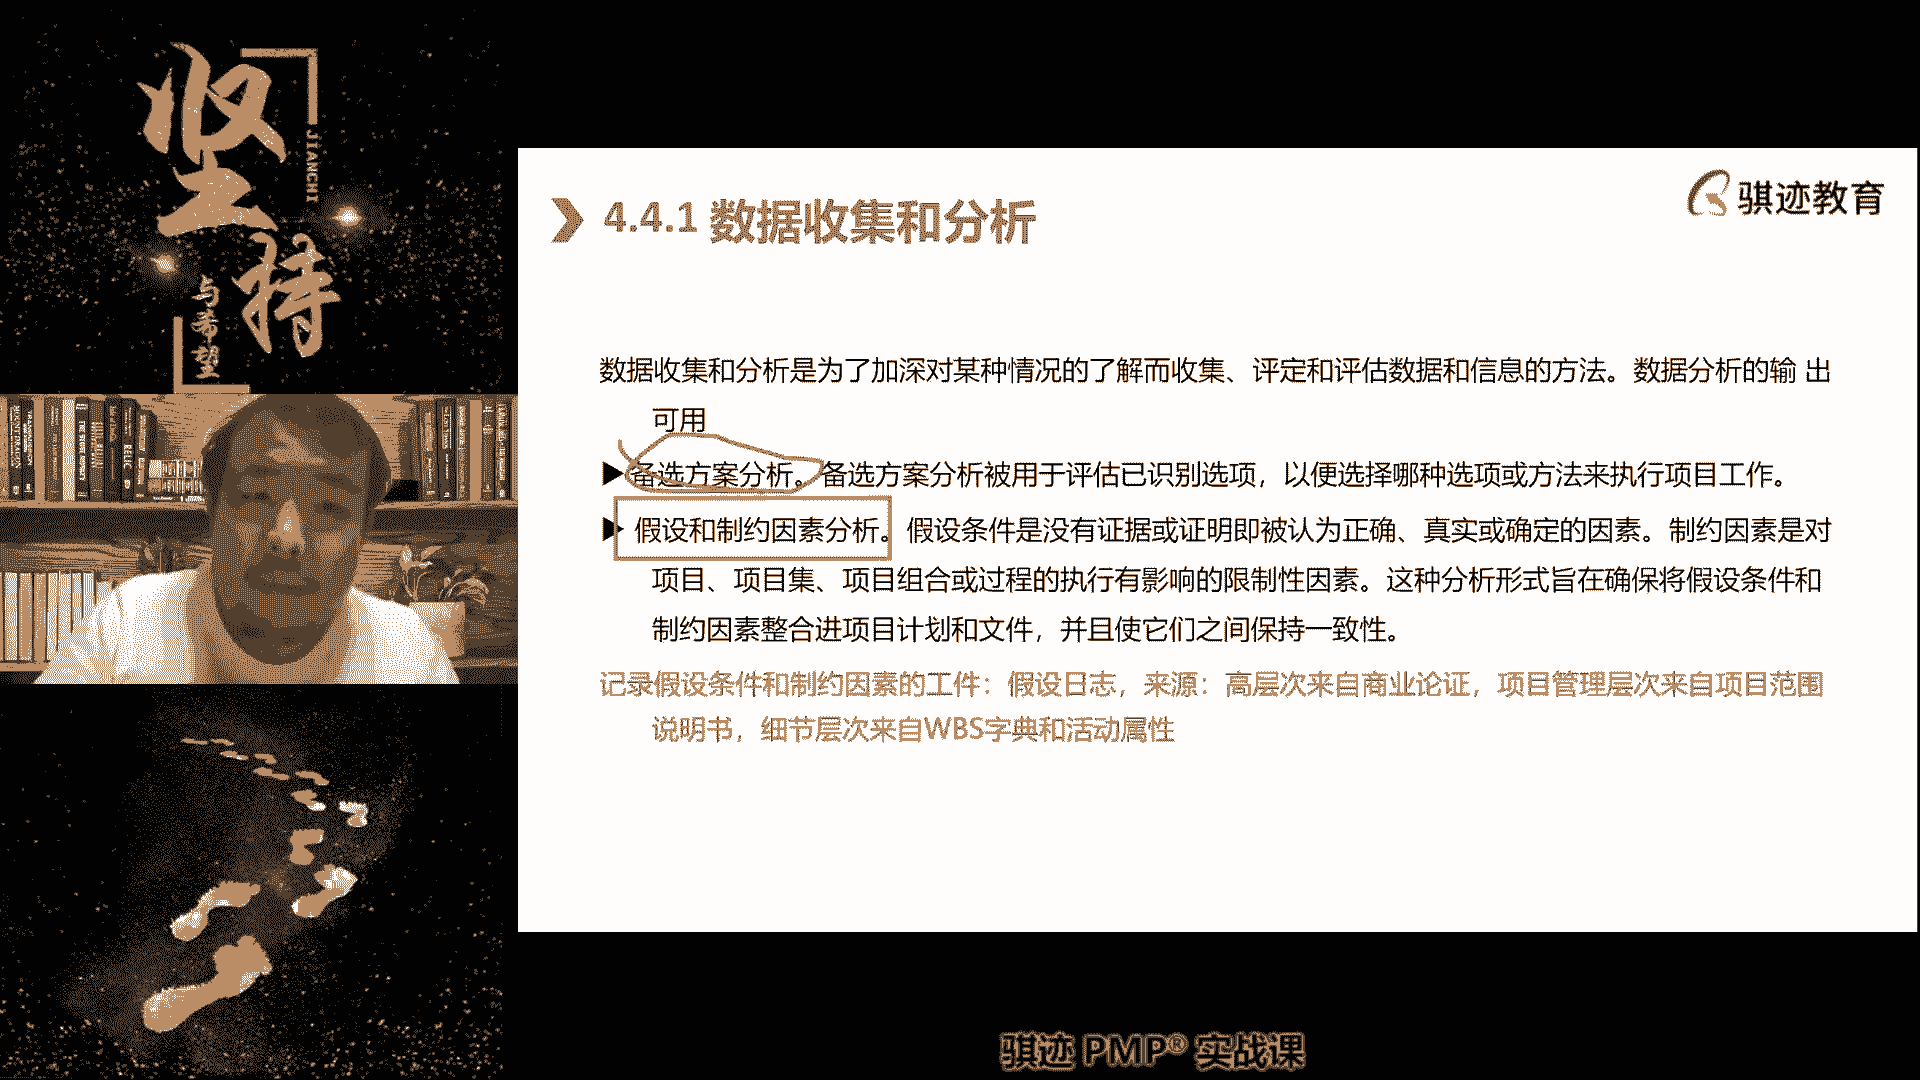 坚持
JIANCHI
与希望
骐迹教育
4.4.1 数据收集和分析
数据收集和分析是为了加深对某种情况的了解而收集、评定和评估数据和信息的方法。数据分析的输 出
可用
▶备选方案分析。备选方案分析被用于评估已识别选项，以便选择哪种选项或方法来执行项目工作。
▶ 假设和制约因素分析。假设条件是没有证据或证明即被认为正确、真实或确定的因素。制约因素是对
项目、项目集、项目组合或过程的执行有影响的限制性因素。这种分析形式旨在确保将假设条件和
制约因素整合进项目计划和文件，并且使它们之间保持一致性。
记录假设条件和制约因素的工件：假设日志，来源：高层次来自商业论证，项目管理层次来自项目范围
说明书，细节层次来自WBS字典和活动属性
骐迹 PMP® 实战课